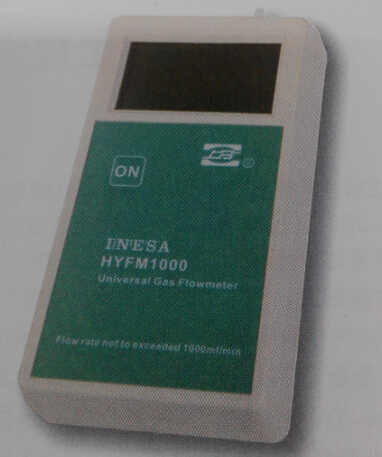 ON
®
INESA
HYFM1000
Universal Gas Flowmeter
Flow rate not to exceeded 1000ml/min